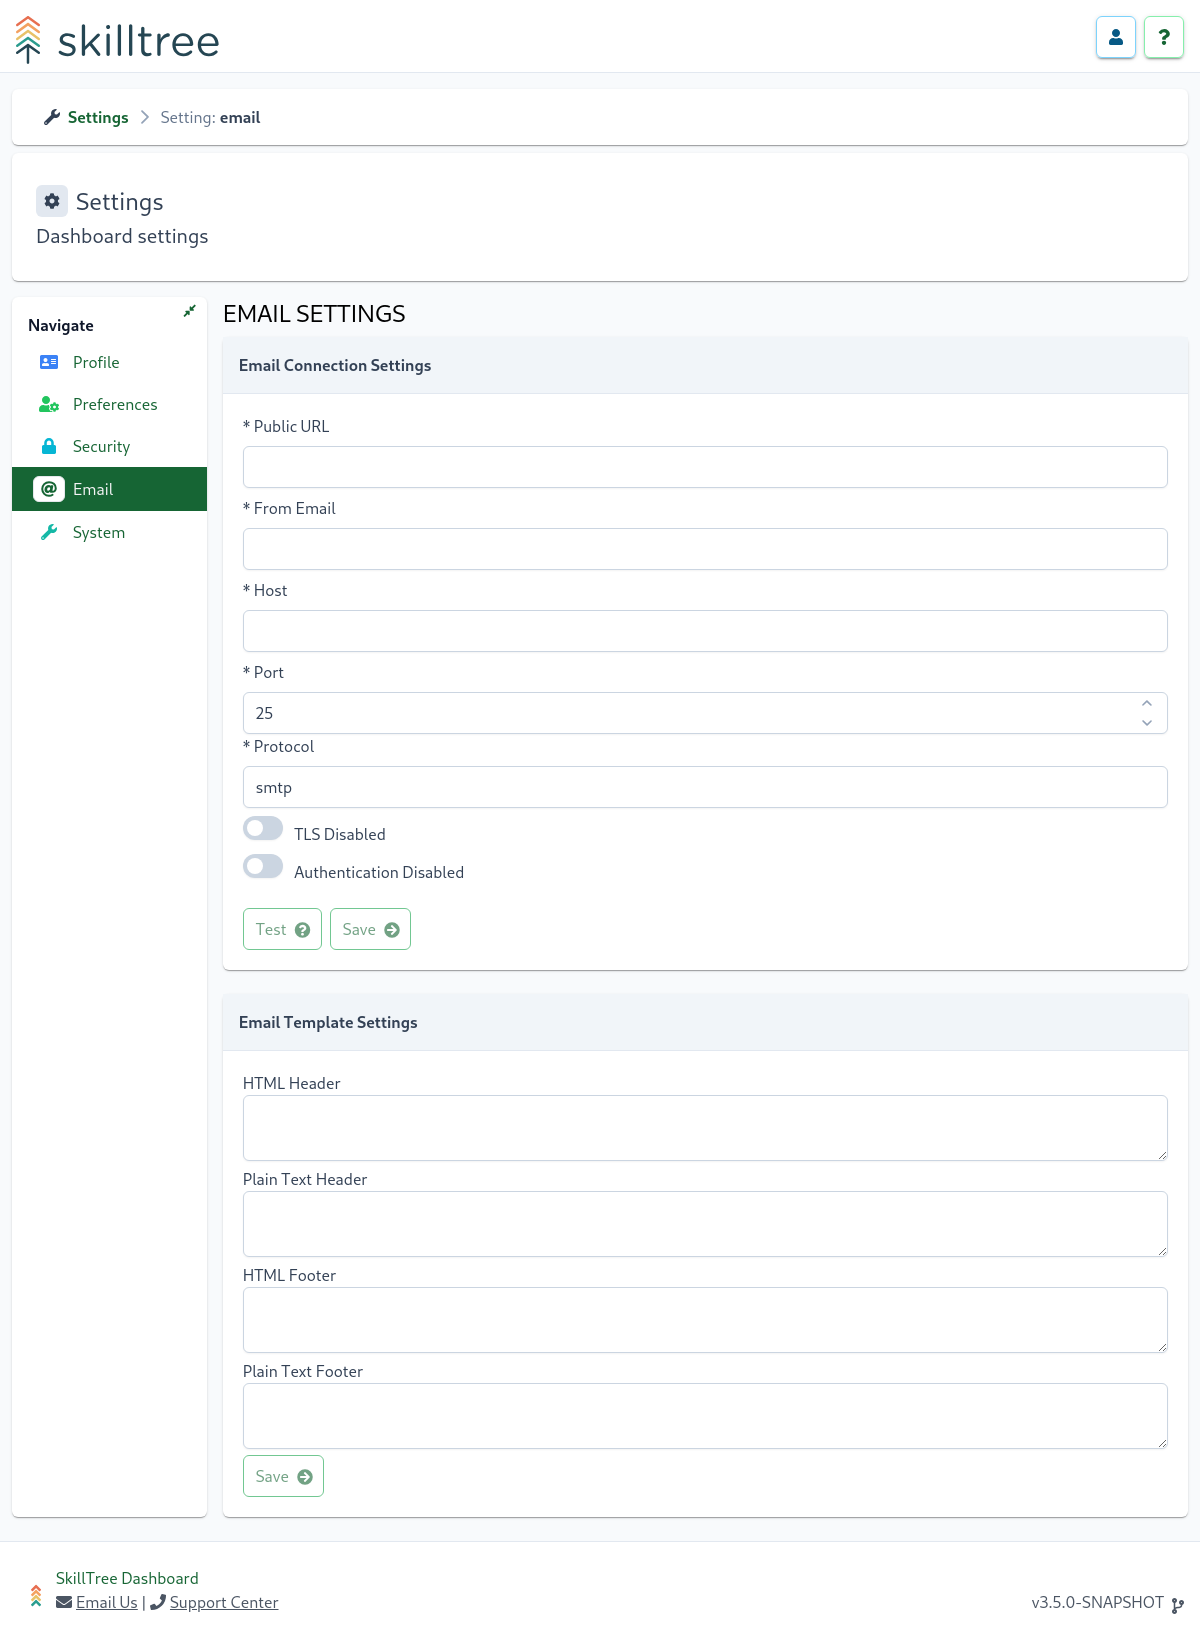 skilltree
Settings
Setting: email
Settings
Dashboard settings
Navigate
Profile
Preferences
Security
Email
System
EMAIL SETTINGS
Email Connection Settings
* Public URL
* From Email
* Host
* Port
25
* Protocol
smtp
TLS Disabled
Authentication Disabled
Test
Save
Email Template Settings
HTML Header
Plain Text Header
HTML Footer
Plain Text Footer
Save
SkillTree Dashboard
Email Us | Support Center
v3.5.0-SNAPSHOT